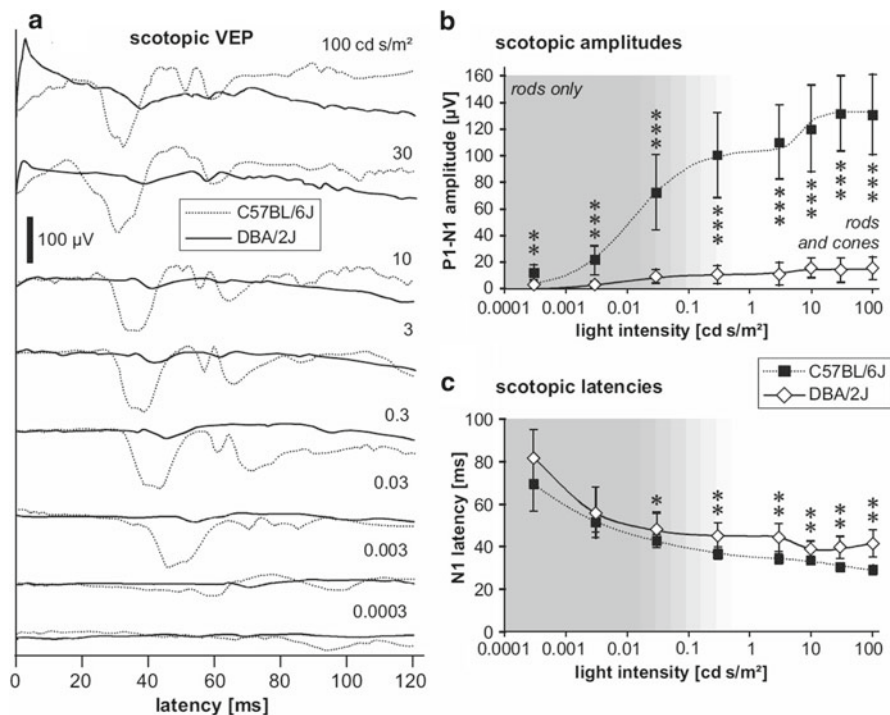 a
scotopic VEP
100 cd s/m²
30
C57BL/6J
DBA/2J
100 µV
10
3
0.3
0.03
0.003
0.0003
0 20 40 60 80 100 120
latency [ms]
b scotopic amplitudes
160
140
120
100
80
60
40
20
0
P1-N1 amplitude [µV]
rods only
**
***
***
***
***
***
***
***
rods
and cones
0.0001 0.001 0.01 0.1 1 10 100
light intensity [cd s/m²]
C57BL/6J
DBA/2J
c scotopic latencies
100
80
60
40
20
0
N1 latency [ms]
*
**
**
**
**
**
0.0001 0.001 0.01 0.1 1 10 100
light intensity [cd s/m²]